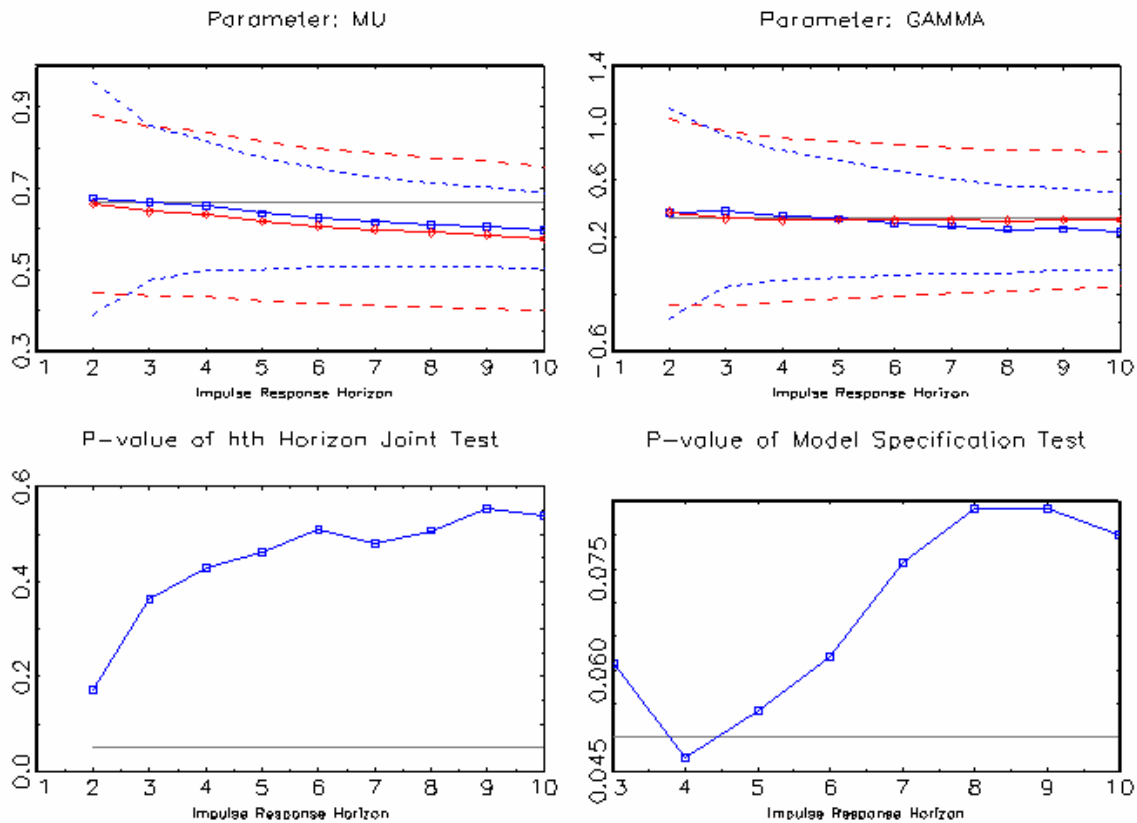 Parameter: MU
0.9
0.7
0.5
0.3
1 2 3 4 5 6 7 8 9 10
Impulse Response Horizon
Parameter: GAMMA
1.4
1.0
0.6
0.2
-0.6
1 2 3 4 5 6 7 8 9 10
Impulse Response Horizon
P-value of hth Horizon Joint Test
0.6
0.4
0.2
0.0
1 2 3 4 5 6 7 8 9 10
Impulse Response Horizon
P-value of Model Specification Test
0.075
0.060
0.045
3 4 5 6 7 8 9 10
Impulse Response Horizon